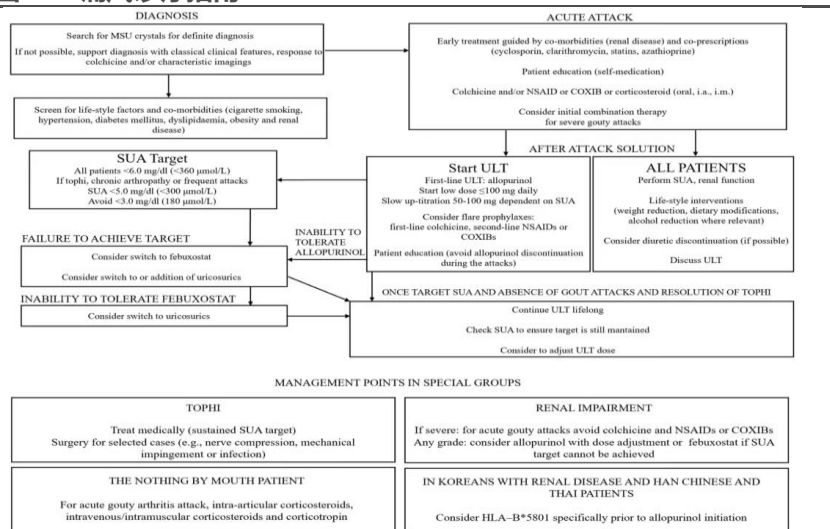 DIAGNOSIS
Search for MSU crystals for definite diagnosis
If not possible, support diagnosis with classical clinical features, response to
colchicine and/or characteristic imagings
Screen for life-style factors and co-morbidities (cigarette smoking,
hypertension, diabetes mellitus, dyslipidaemia, obesity and renal
disease)
ACUTE ATTACK
Early treatment guided by co-morbidities (renal disease) and co-prescriptions
(cyclosporin, clarithromycin, statins, azathioprine)
Patient education (self-medication)
Colchicine and/or NSAID or COXIB or corticosteroid (oral, i.a., i.m.)
Consider initial combination therapy
for severe gouty attacks
AFTER ATTACK SOLUTION
SUA Target
All patients <6.0 mg/dl (<360 µmol/L)
If tophi, chronic arthropathy or frequent attacks
SUA <5.0 mg/dl (<300 µmol/L)
Avoid <3.0 mg/dl (180 µmol/L)
Start ULT
First-line ULT: allopurinol
Start low dose ≤100 mg daily
Slow up-titration 50-100 mg dependent on SUA
Consider flare prophylaxes:
first-line colchicine, second-line NSAIDs or
COXIBs
Patient education (avoid allopurinol discontinuation
during the attacks)
ALL PATIENTS
Perform SUA, renal function
Life-style interventions
(weight reduction, dietary modifications,
alcohol reduction where relevant)
Consider diuretic discontinuation (if possible)
Discuss ULT
INABILITY TO
TOLERATE
ALLOPURINOL
FAILURE TO ACHIEVE TARGET
Consider switch to febuxostat
Consider switch to or addition of uricosurics
INABILITY TO TOLERATE FEBUXOSTAT
Consider switch to uricosurics
ONCE TARGET SUA AND ABSENCE OF GOUT ATTACKS AND RESOLUTION OF TOPHI
Continue ULT lifelong
Check SUA to ensure target is still mantained
Consider to adjust ULT dose
MANAGEMENT POINTS IN SPECIAL GROUPS
TOPHI
Treat medically (sustained SUA target)
Surgery for selected cases (e.g., nerve compression, mechanical
impingement or infection)
RENAL IMPAIRMENT
If severe: for acute gouty attacks avoid colchicine and NSAIDs or COXIBs
Any grade: consider allopurinol with dose adjustment or febuxostat if SUA
target cannot be achieved
THE NOTHING BY MOUTH PATIENT
For acute gouty arthritis attack, intra-articular corticosteroids,
intravenous/intramuscular corticosteroids and corticotropin
IN KOREANS WITH RENAL DISEASE AND HAN CHINESE AND
THAI PATIENTS
Consider HLA–B*5801 specifically prior to allopurinol initiation